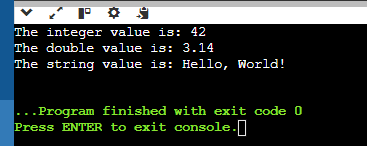 The integer value is: 42
The double value is: 3.14
The string value is: Hello, World!
...Program finished with exit code 0
Press ENTER to exit console.